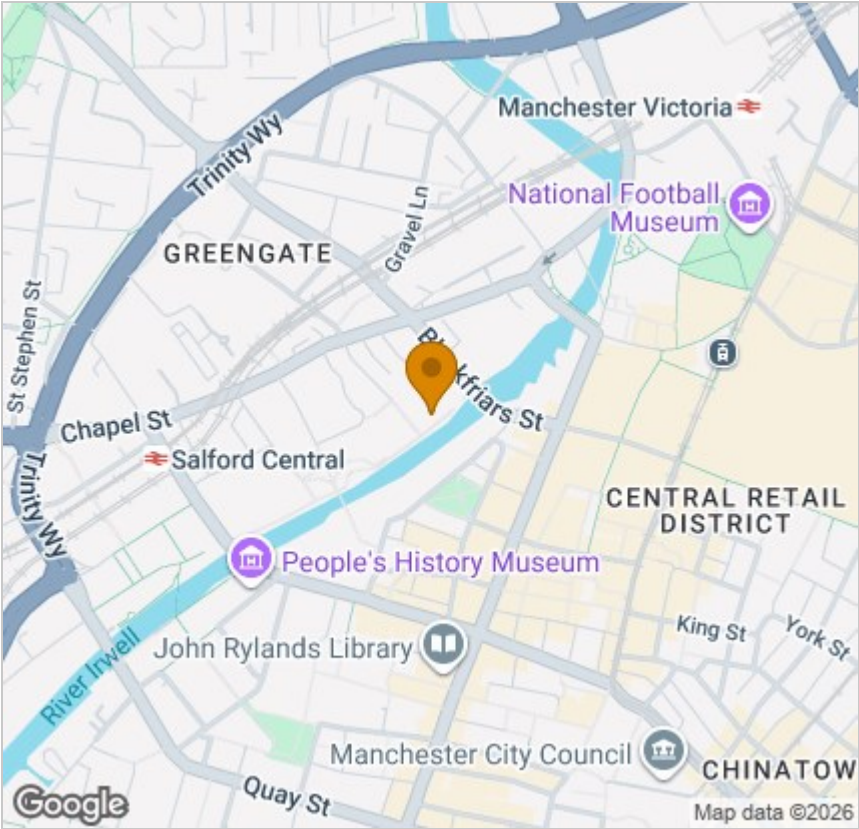 Manchester Victoria
Trinity Wy
National Football
Museum
Gravel Ln
GREENGATE
St Stephen St
Blackfriars St
Chapel St
Salford Central
Trinity Wy
CENTRAL RETAIL
DISTRICT
People's History Museum
King St
York St
John Rylands Library
River Irwell
Manchester City Council
CHINATOW
Quay St
Google
Map data ©2026